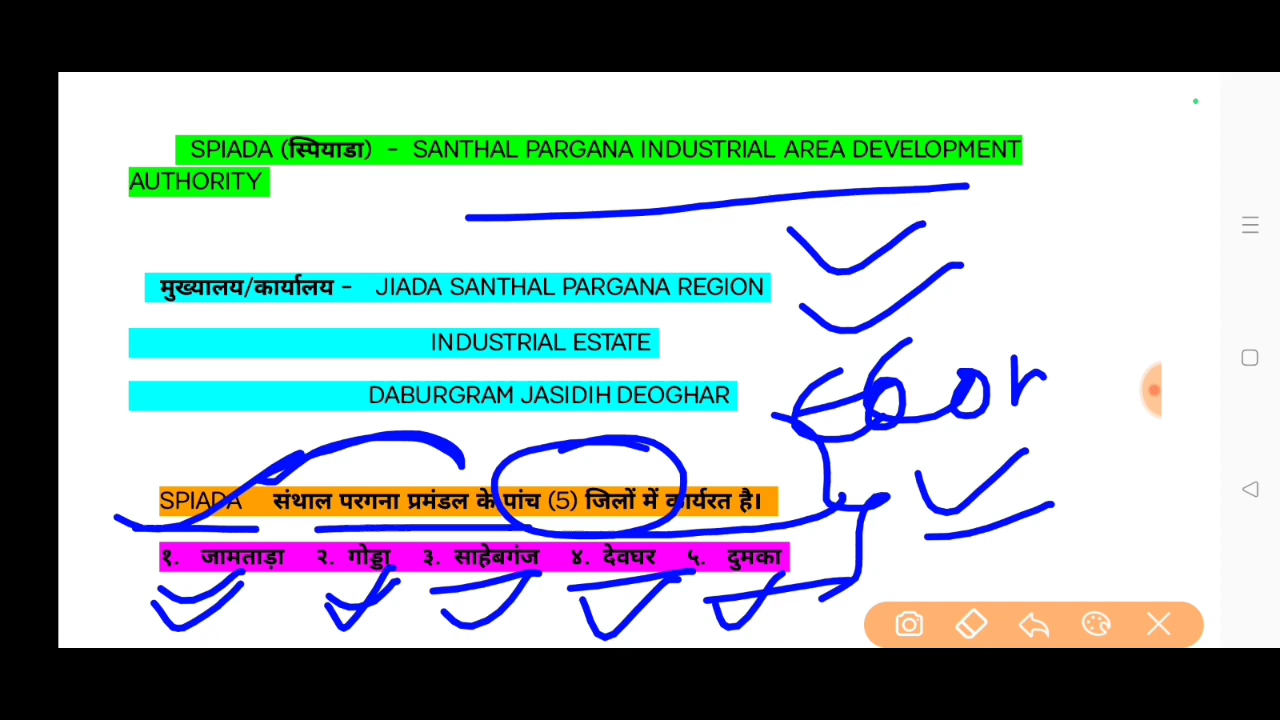 SPIADA (स्पियाडा) - SANTHAL PARGANA INDUSTRIAL AREA DEVELOPMENT
AUTHORITY
मुख्यालय/कार्यालय - JIADA SANTHAL PARGANA REGION
INDUSTRIAL ESTATE
DABURGRAM JASIDIH DEOGHAR
SPIADA संथाल परगना प्रमंडल के पांच (5) जिलों में कार्यरत है।
१. जामताड़ा २. गोड्डा ३. साहेबगंज ४. देवघर ५. दुमका